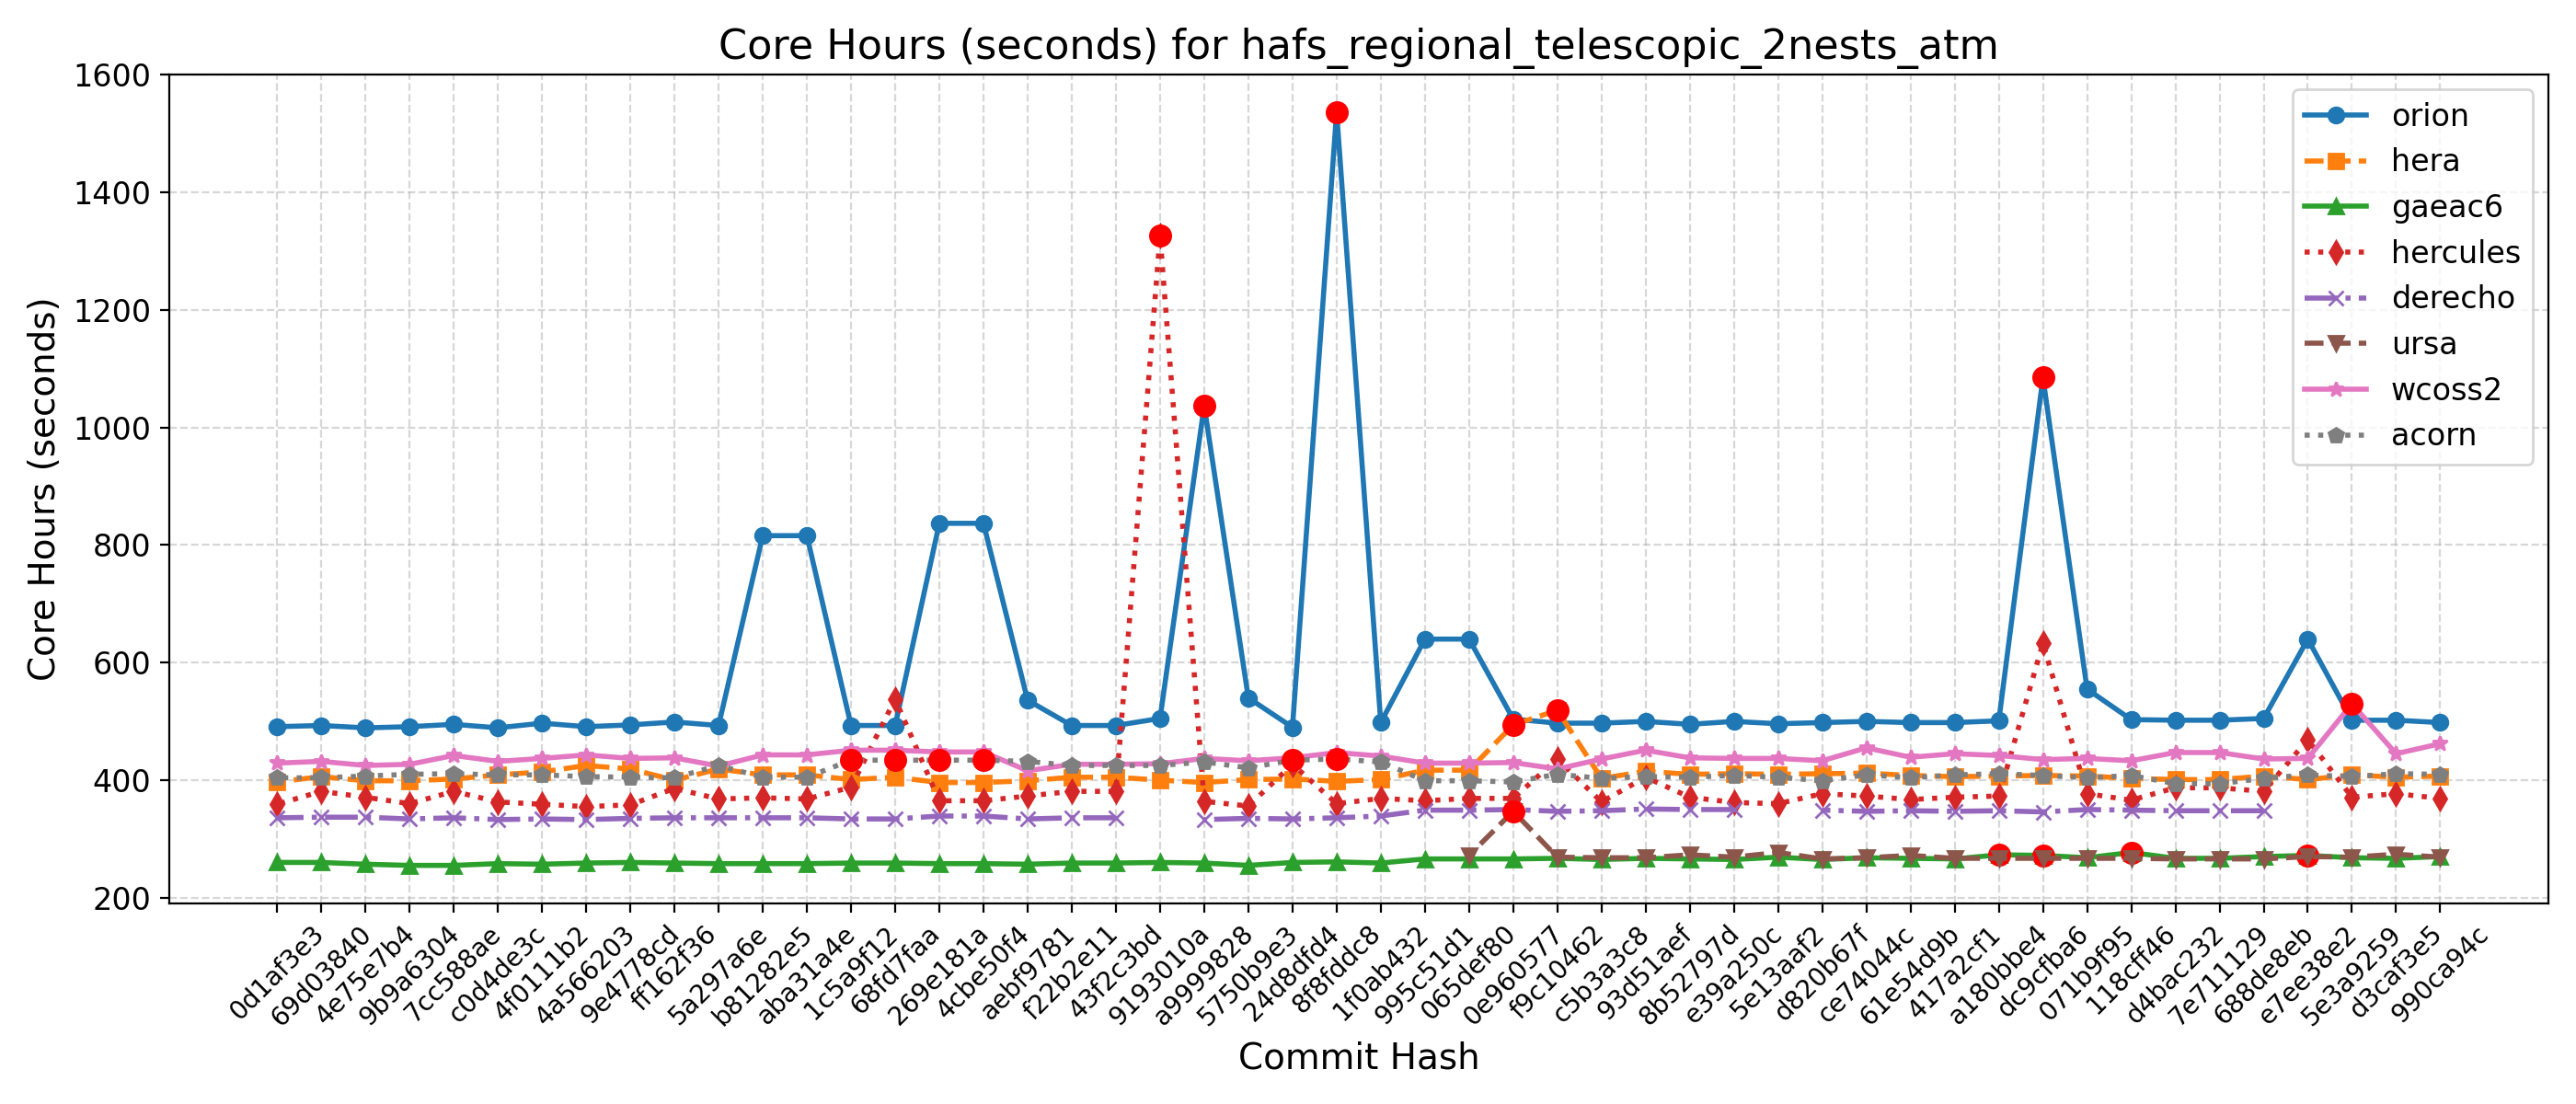 Core Hours (seconds) for hafs_regional_telescopic_2nests_atm
Core Hours (seconds)
1600
1400
1200
1000
800
600
400
200
orion
hera
gaeac6
hercules
derecho
ursa
wcoss2
acorn
0d1af3e3
69d03840
4e75e7b4
9b9a6304
7cc588ae
c0d4de3c
4f0111b2
4a566203
9e4778cd
ff162f36
5a297a6e
b81282e5
aba31a4e
1c5a9f12
68fd7faa
269e181a
4cbe50f4
aebf9781
f22b2e11
43f2c3bd
9193010a
a9999828
5750b9e3
24d8dfd4
8f8fddc8
1f0ab432
995c51d1
065def80
0e960577
f9c10462
c5b3a3c8
93d51aef
8b52797d
e39a250c
5e13aaf2
d820b67f
ce74044c
61e54d9b
417a2cf1
a180bbe4
dc9cfba6
071b9f95
118cff46
d4bac232
7e711129
688de8eb
e7ee38e2
5e3a9259
d3caf3e5
990ca94c
Commit Hash